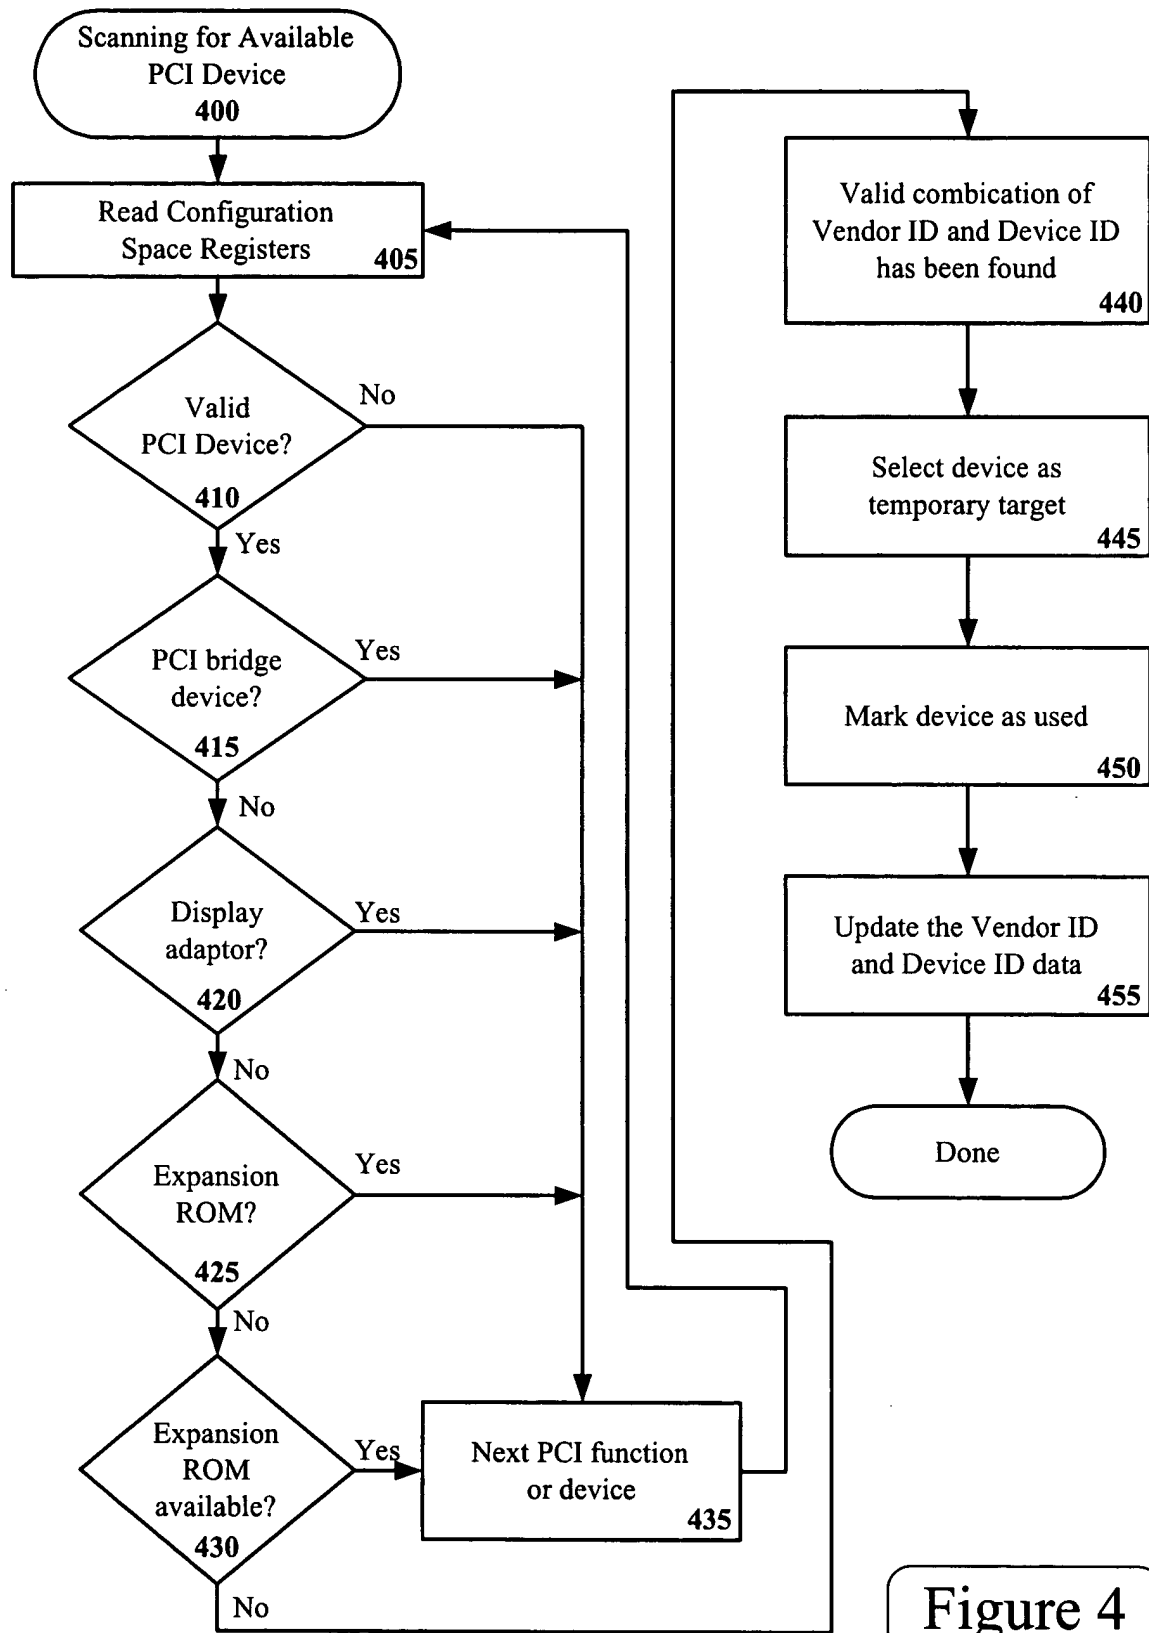 Scanning for Available
PCI Device
400
Read Configuration
Space Registers
405
Valid
PCI Device?
410
No
Yes
PCI bridge
device?
415
Yes
No
Display
adaptor?
420
Yes
No
Expansion
ROM?
425
Yes
No
Expansion
ROM
available?
430
Yes
No
Next PCI function
or device
435
Valid combication of
Vendor ID and Device ID
has been found
440
Select device as
temporary target
445
Mark device as used
450
Update the Vendor ID
and Device ID data
455
Done
Figure 4